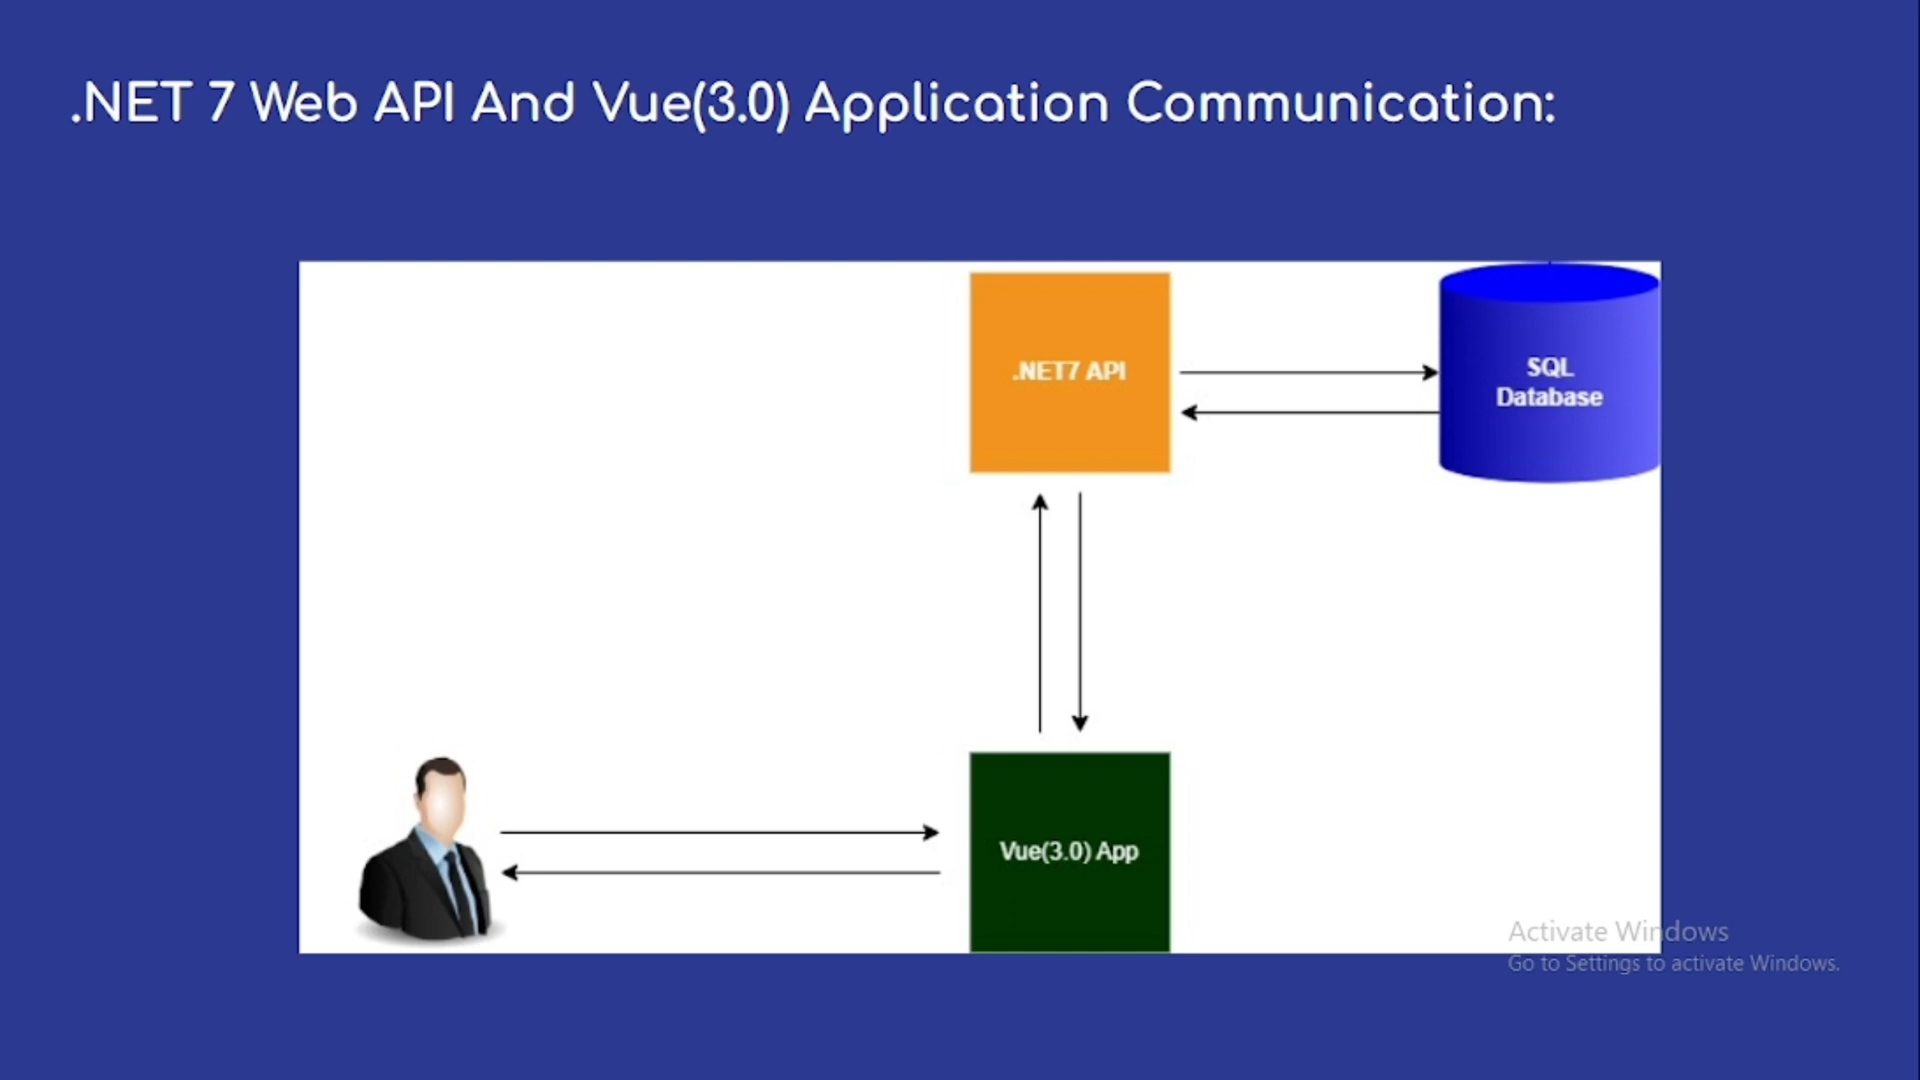 .NET 7 Web API And Vue(3.0) Application Communication:
.NET7 API
SQL
Database
Vue(3.0) App
Activate Windows
Go to Settings to activate Windows.